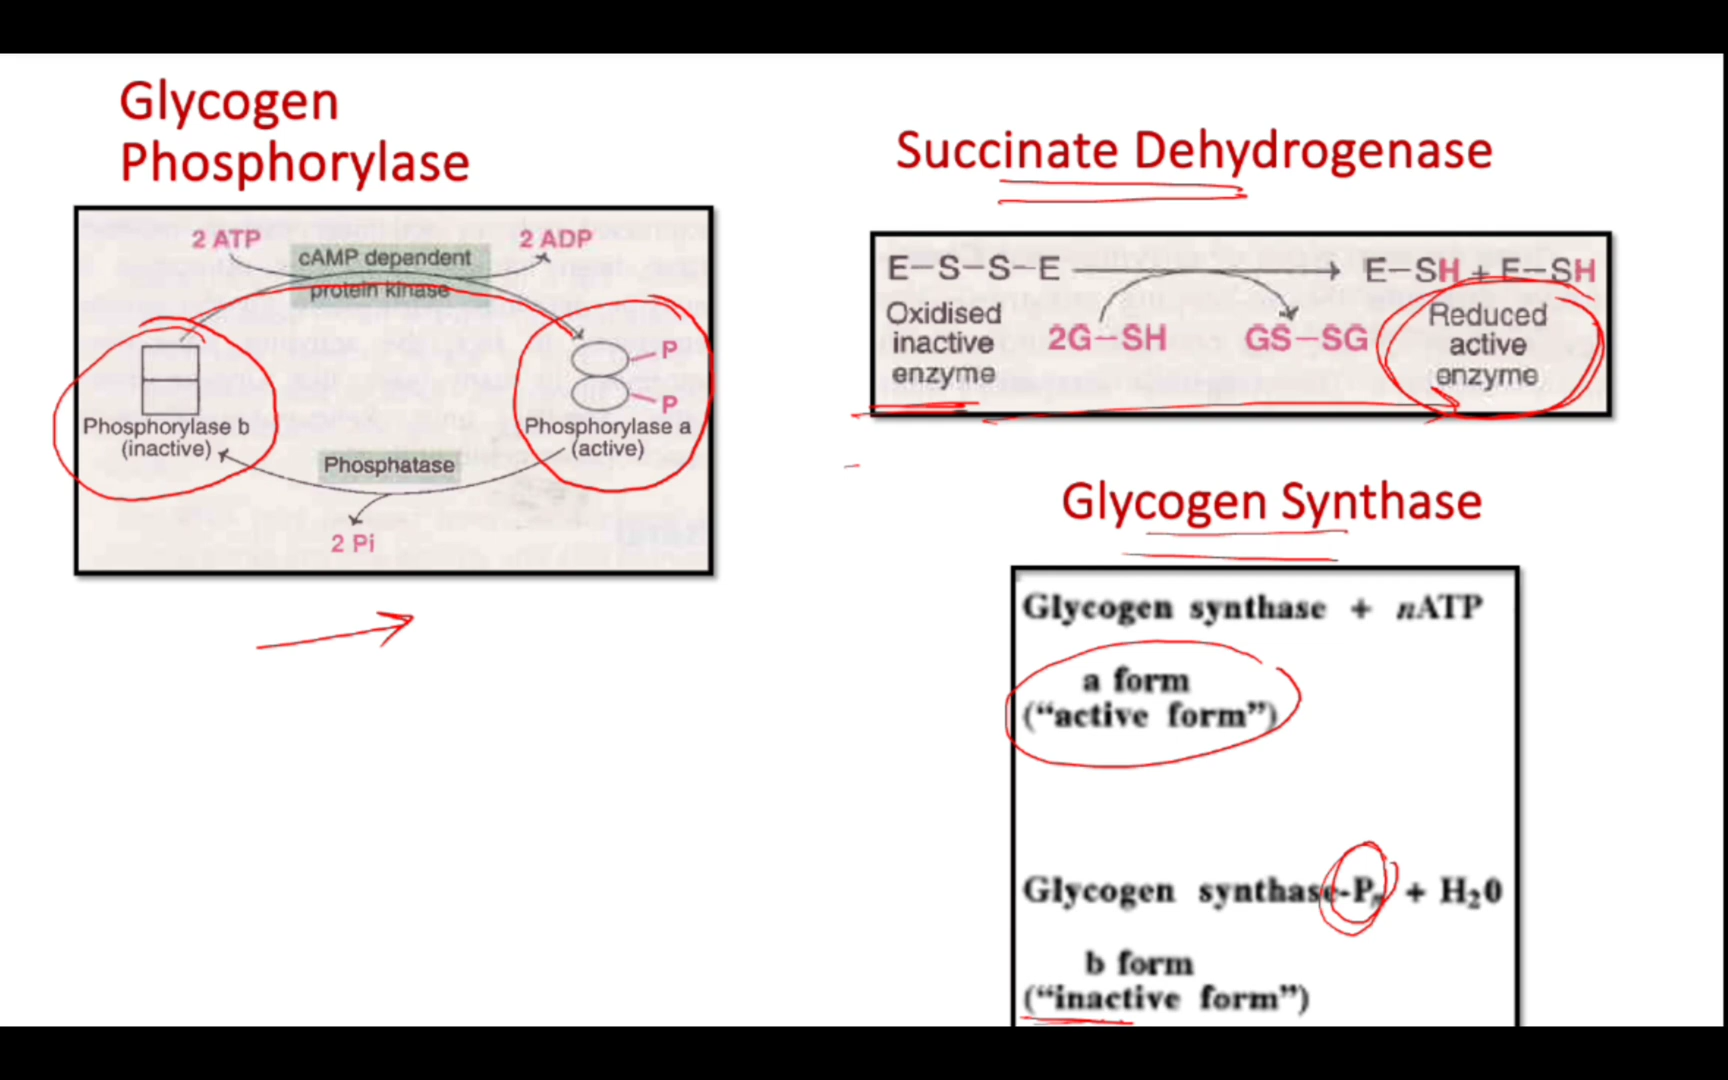 Glycogen
Phosphorylase
2 ATP
cAMP dependent
protein kinase
2 ADP
P
P
Phosphorylase b
(inactive)
Phosphorylase a
(active)
Phosphatase
2 Pi
Succinate Dehydrogenase
E–S–S–E
E–SH + E–SH
Oxidised
inactive
enzyme
2G–SH
GS–SG
Reduced
active
enzyme
Glycogen Synthase
Glycogen synthase + nATP
a form
(“active form”)
Glycogen synthase-Pn + H20
b form
(“inactive form”)